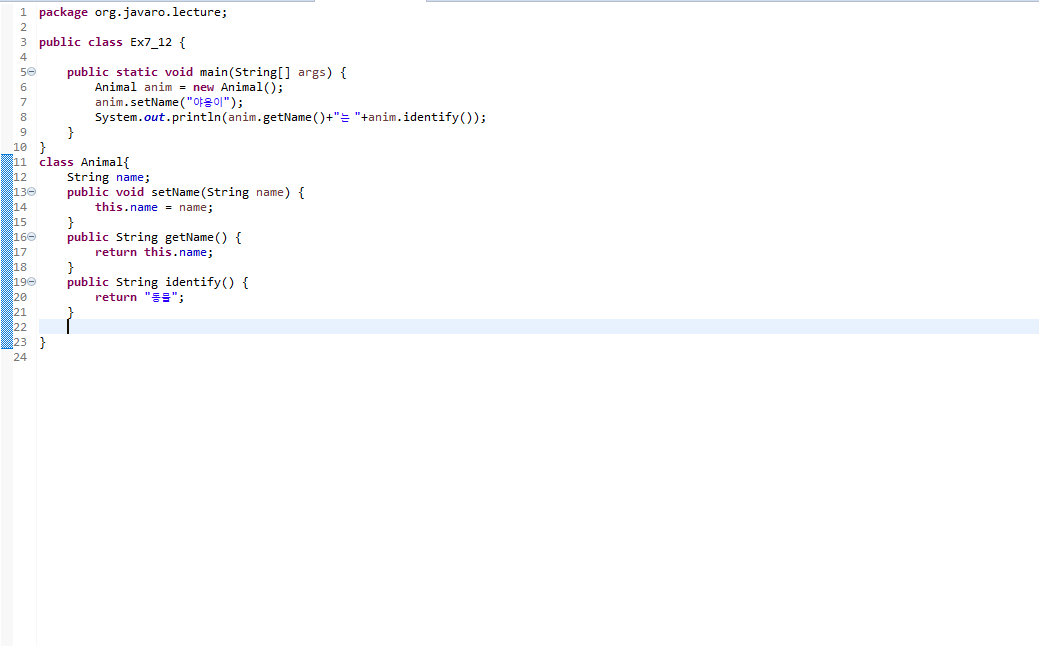 1 package org.javaro.lecture;
2
3 public class Ex7_12 {
4
5 public static void main(String[] args) {
6 Animal anim = new Animal();
7 anim.setName("야옹이");
8 System.out.println(anim.getName()+"는 "+anim.identify());
9 }
10 }
11 class Animal{
12 String name;
13 public void setName(String name) {
14 this.name = name;
15 }
16 public String getName() {
17 return this.name;
18 }
19 public String identify() {
20 return "동물";
21 }
22
23 }
24